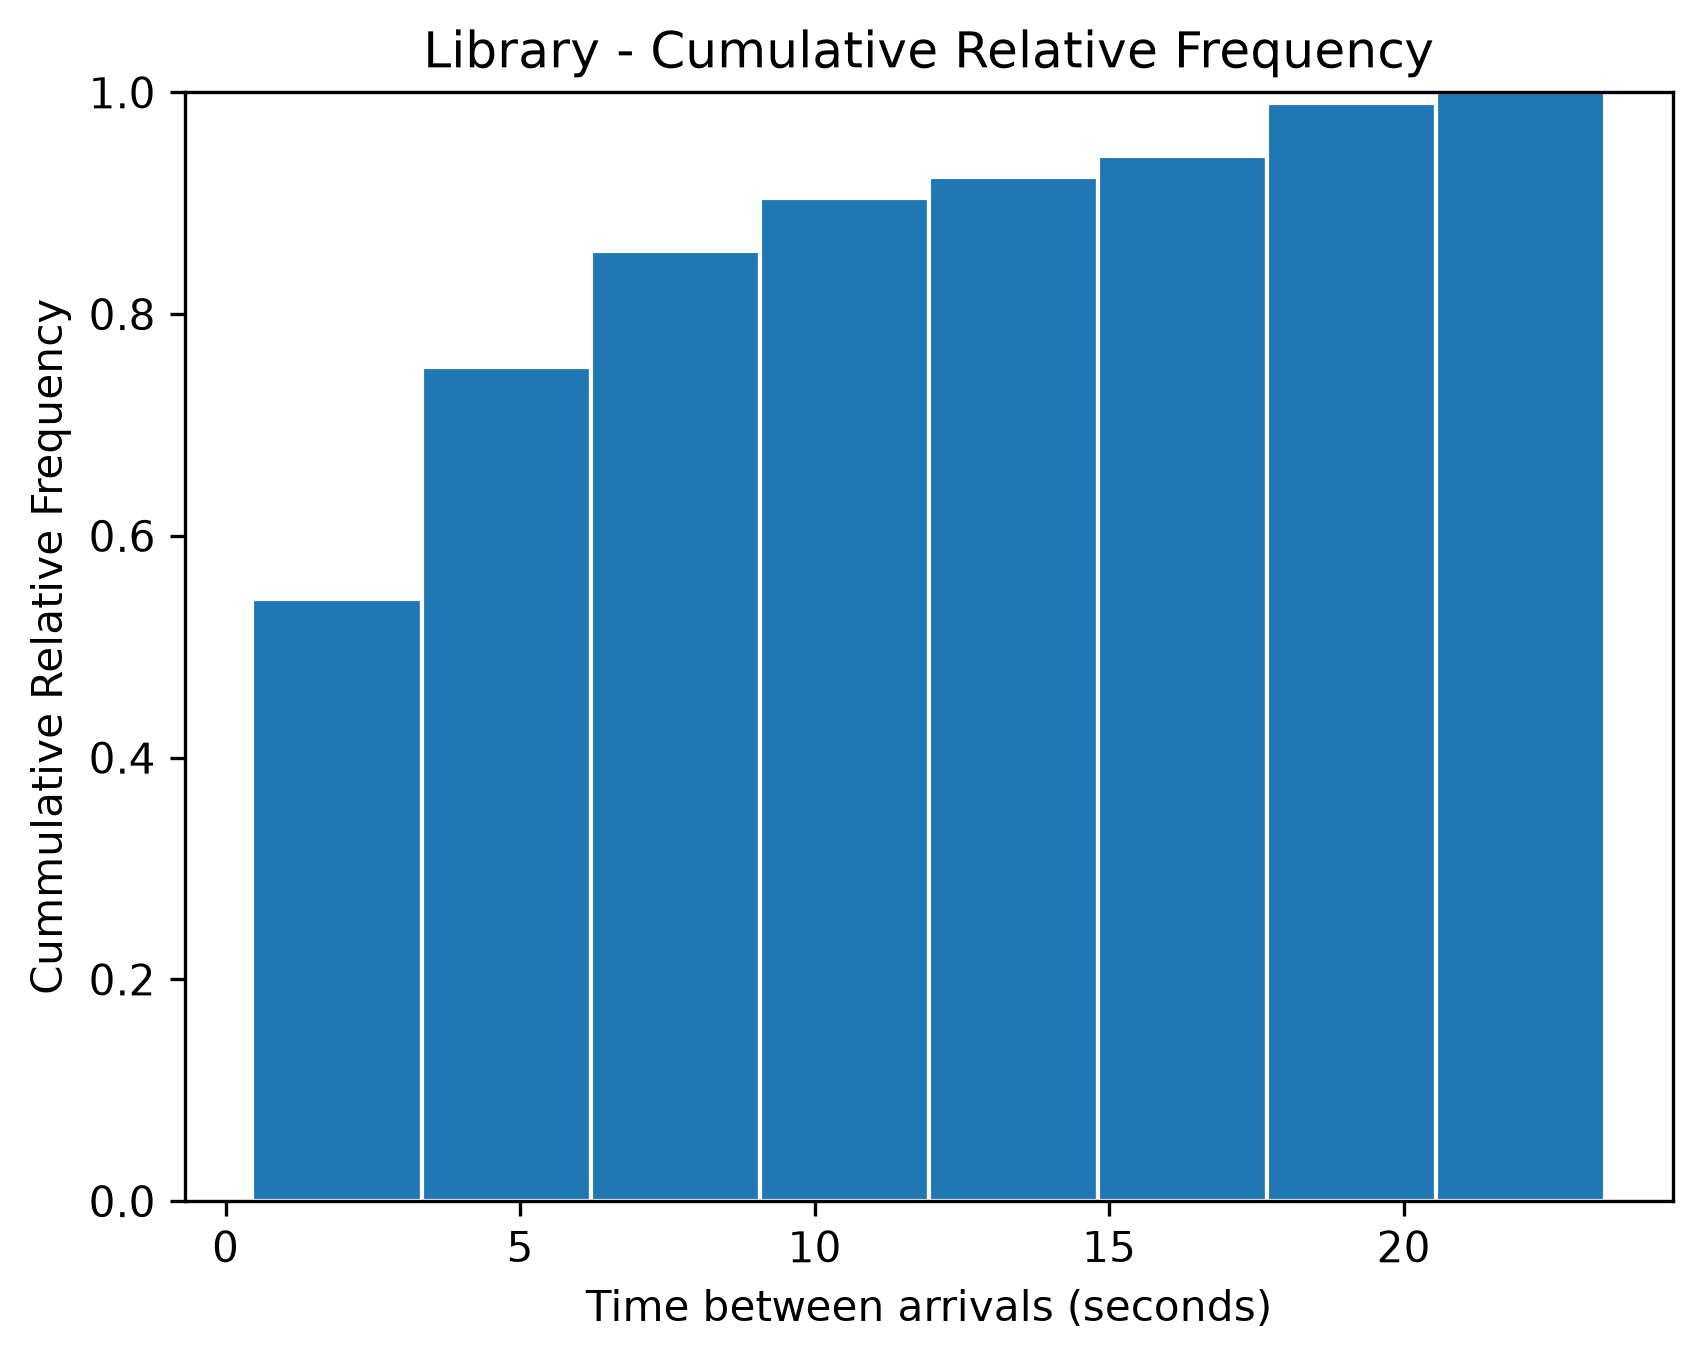 Library - Cumulative Relative Frequency
1.0
0.8
0.6
0.4
0.2
0.0
Cummulative Relative Frequency
0 5 10 15 20
Time between arrivals (seconds)